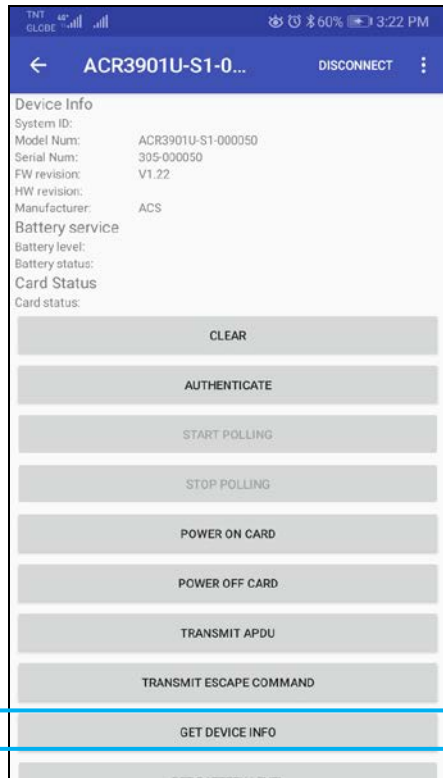 TNT
GLOBE 4G+ 60% 3:22 PM
← ACR3901U-S1-0... DISCONNECT
Device Info
System ID:
Model Num: ACR3901U-S1-000050
Serial Num: 305-000050
FW revision: V1.22
HW revision:
Manufacturer: ACS
Battery service
Battery level:
Battery status:
Card Status
Card status:
CLEAR
AUTHENTICATE
START POLLING
STOP POLLING
POWER ON CARD
POWER OFF CARD
TRANSMIT APDU
TRANSMIT ESCAPE COMMAND
GET DEVICE INFO